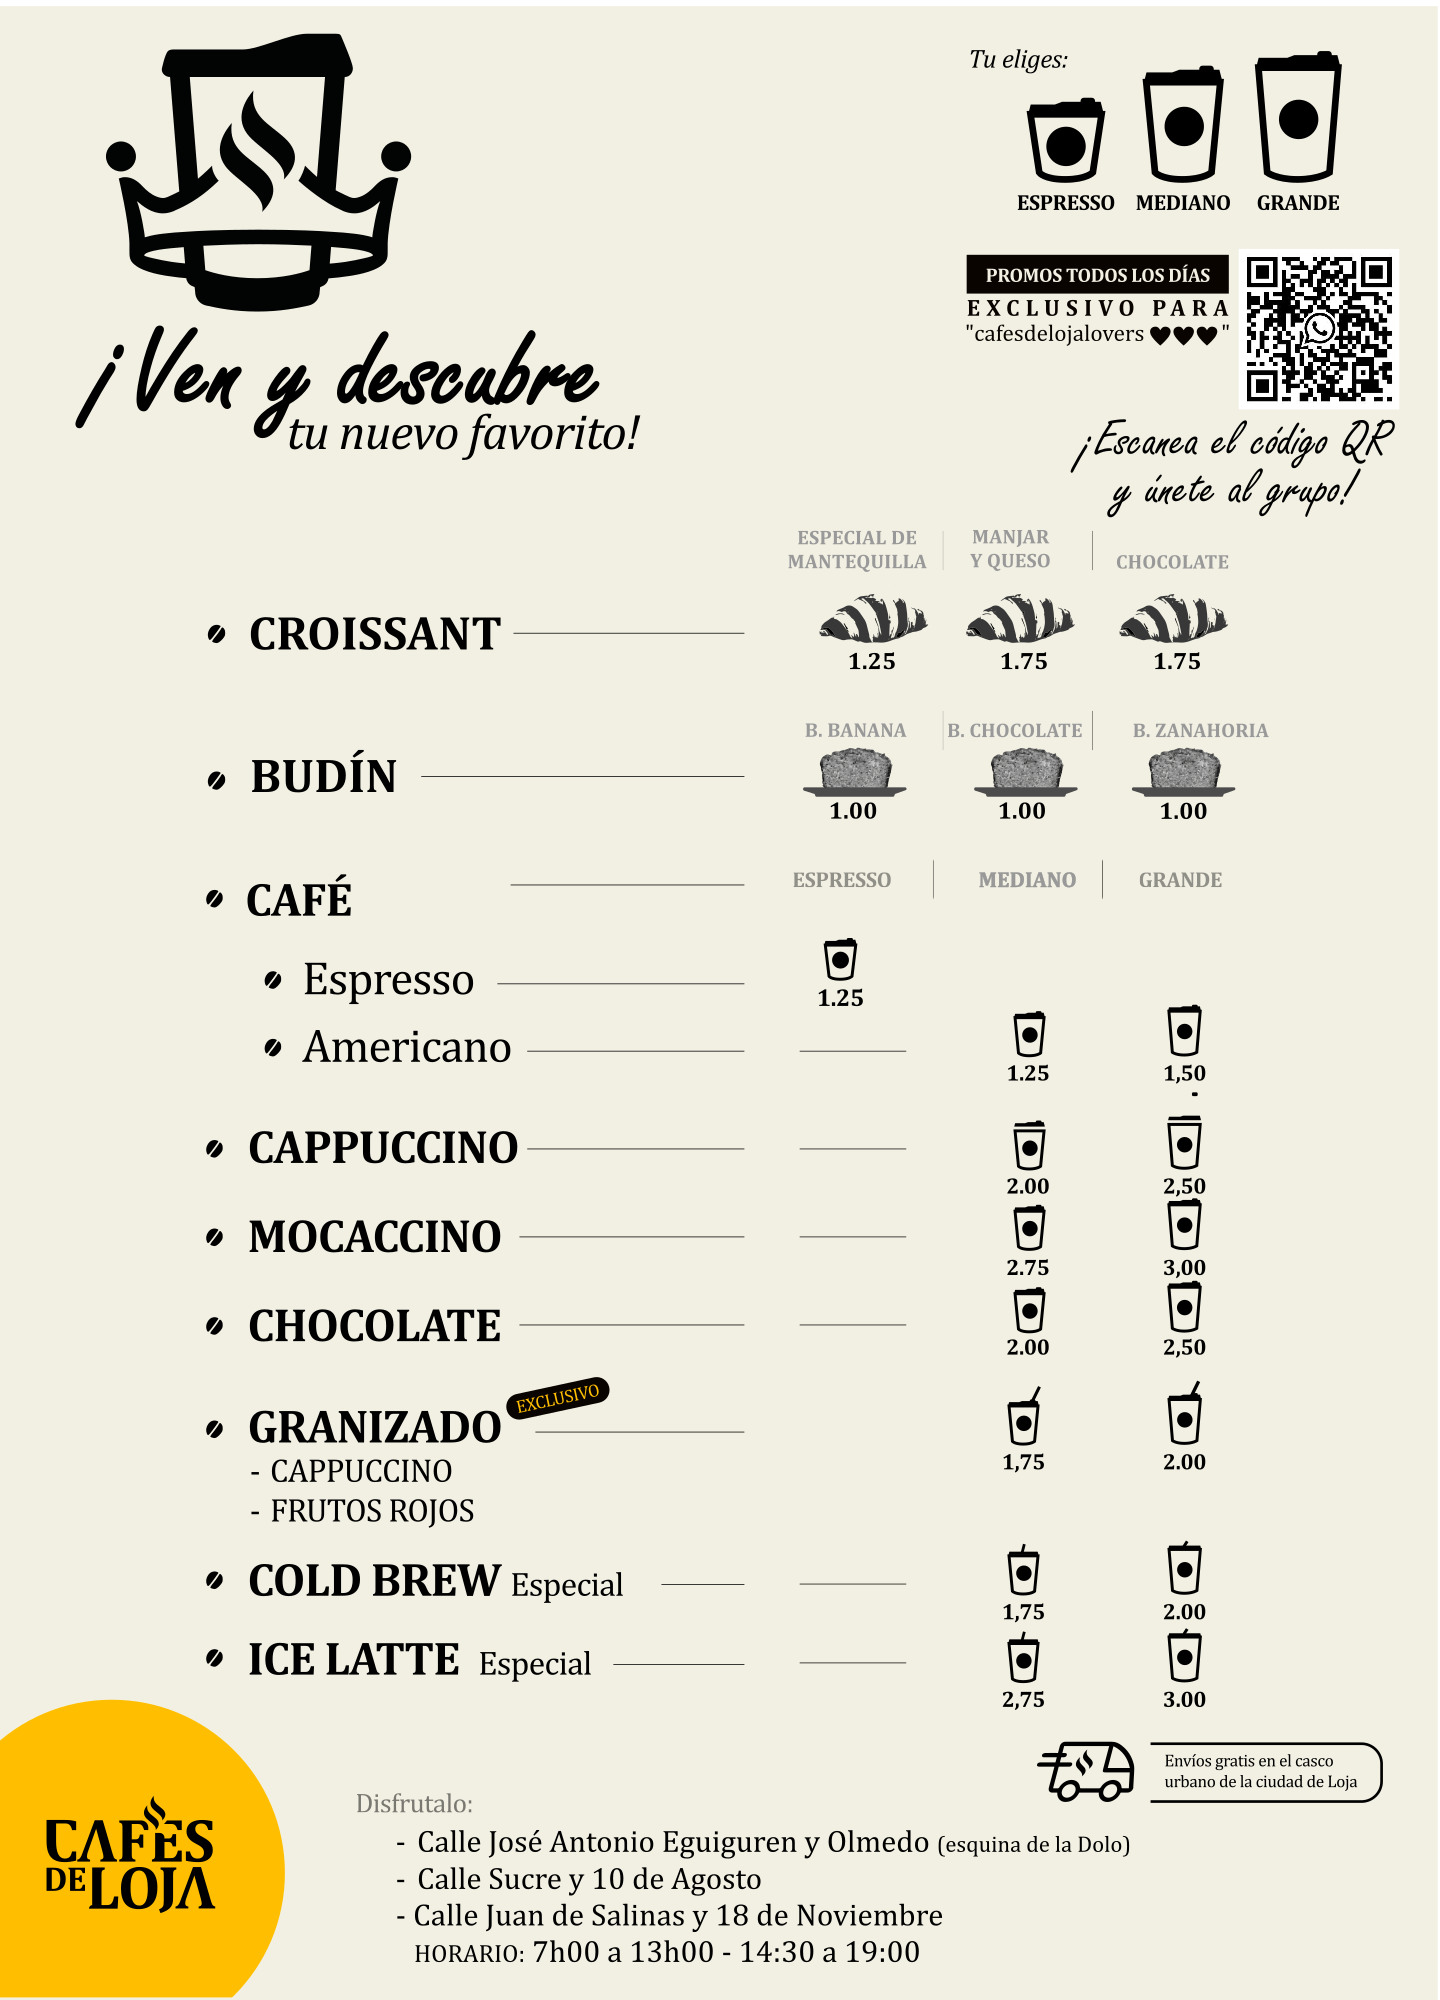 Tu eliges:
ESPRESSO MEDIANO GRANDE
PROMOS TODOS LOS DÍAS
EXCLUSIVO PARA
"cafesdelojalovers ♥♥♥"
¡Escanea el código QR
y únete al grupo!
¡Ven y descubre
tu nuevo favorito!
ESPECIAL DE
MANTEQUILLA
MANJAR
Y QUESO
CHOCOLATE
CROISSANT
1.25 1.75 1.75
B. BANANA B. CHOCOLATE B. ZANAHORIA
BUDÍN
1.00 1.00 1.00
CAFÉ ESPRESSO MEDIANO GRANDE
Espresso
1.25
Americano
1.25 1,50
CAPPUCCINO
2.00 2,50
MOCACCINO
2.75 3,00
CHOCOLATE
2.00 2,50
EXCLUSIVO
GRANIZADO
1,75 2.00
- CAPPUCCINO
- FRUTOS ROJOS
COLD BREW Especial
1,75 2.00
ICE LATTE Especial
2,75 3.00
Envíos gratis en el casco
urbano de la ciudad de Loja
CAFÉS
DE LOJA
Disfrutalo:
- Calle José Antonio Eguiguren y Olmedo (esquina de la Dolo)
- Calle Sucre y 10 de Agosto
- Calle Juan de Salinas y 18 de Noviembre
HORARIO: 7h00 a 13h00 - 14:30 a 19:00